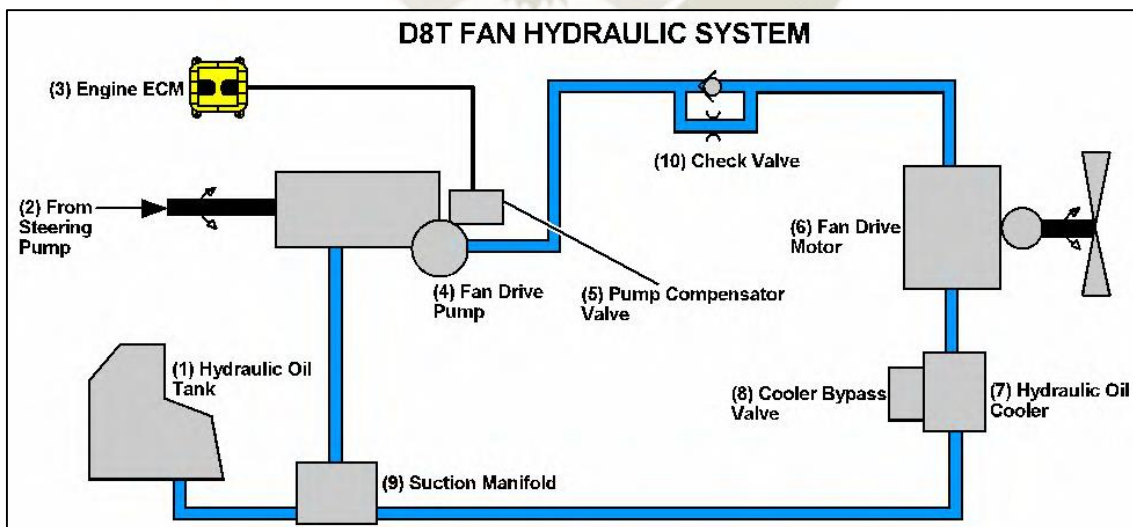 D8T FAN HYDRAULIC SYSTEM
(3) Engine ECM
(10) Check Valve
(2) From
Steering
Pump
(6) Fan Drive
Motor
(4) Fan Drive
Pump
(5) Pump Compensator
Valve
(1) Hydraulic Oil
Tank
(8) Cooler Bypass
Valve
(7) Hydraulic Oil
Cooler
(9) Suction Manifold